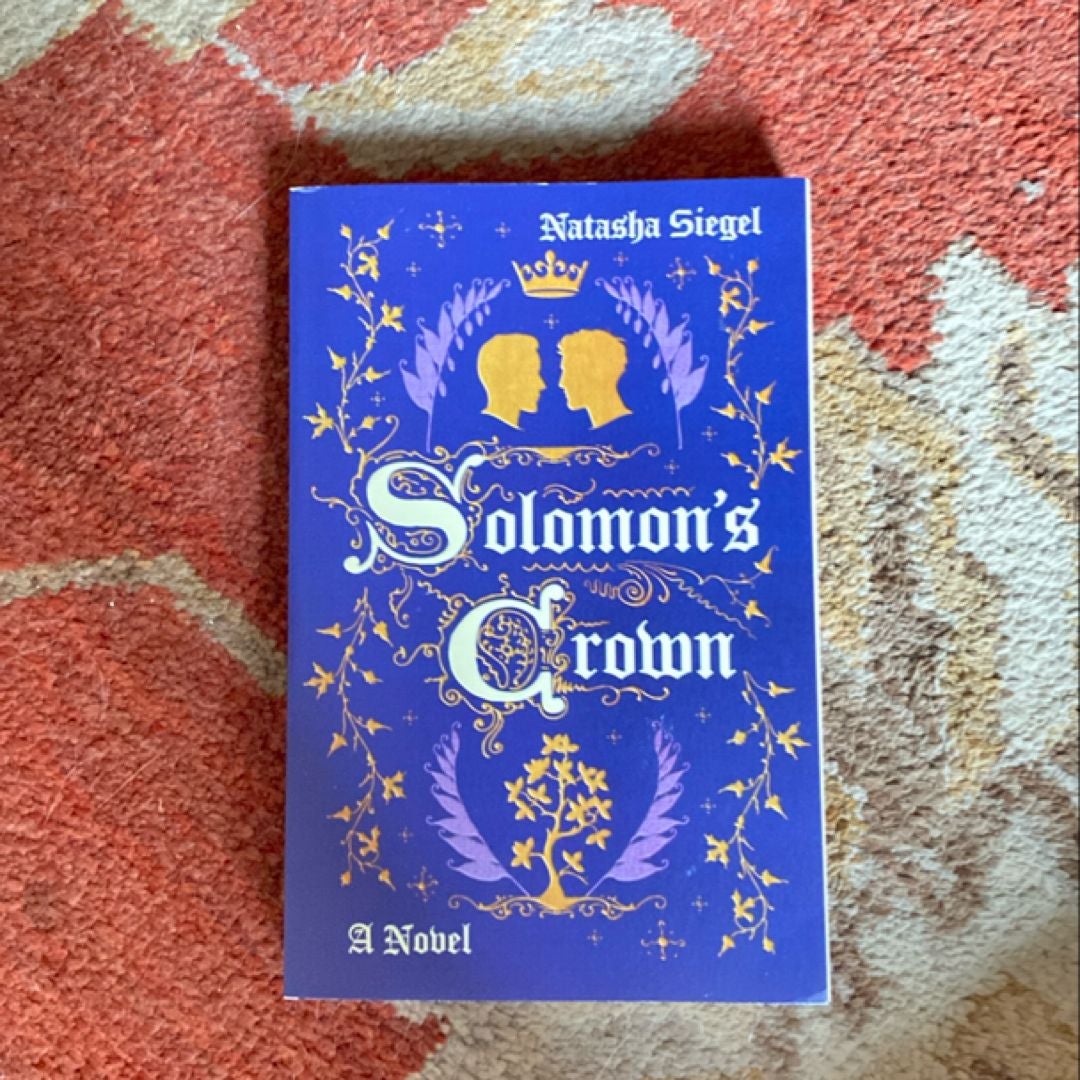 Natasha Siegel
Solomon's
Crown
A Novel